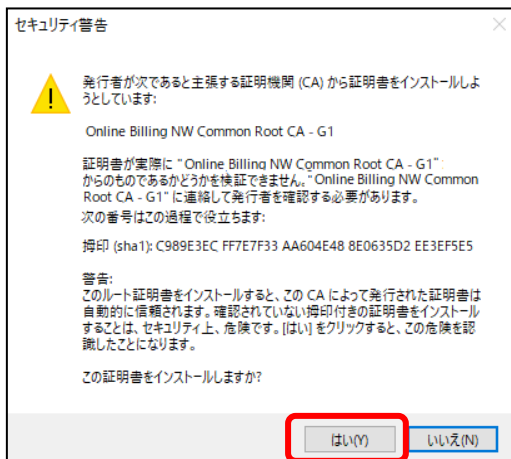 セキュリティ警告
発行者が次であると主張する証明機関 (CA) から証明書をインストールしよ
うとしています:
Online Billing NW Common Root CA - G1
証明書が実際に "Online Billing NW Common Root CA - G1"
からのものであるかどうかを検証できません。"Online Billing NW Common
Root CA - G1" に連絡して発行者を確認する必要があります。
次の番号はこの過程で役立ちます:
拇印 (sha1): C989E3EC FF7E7F33 AA604E48 8E0635D2 EE3EF5E5
警告:
このルート証明書をインストールすると、この CA によって発行された証明書は
自動的に信頼されます。確認されていない拇印付きの証明書をインストール
することは、セキュリティ上、危険です。[はい] をクリックすると、この危険を認
識したことになります。
この証明書をインストールしますか?
はい(Y) いいえ(N)